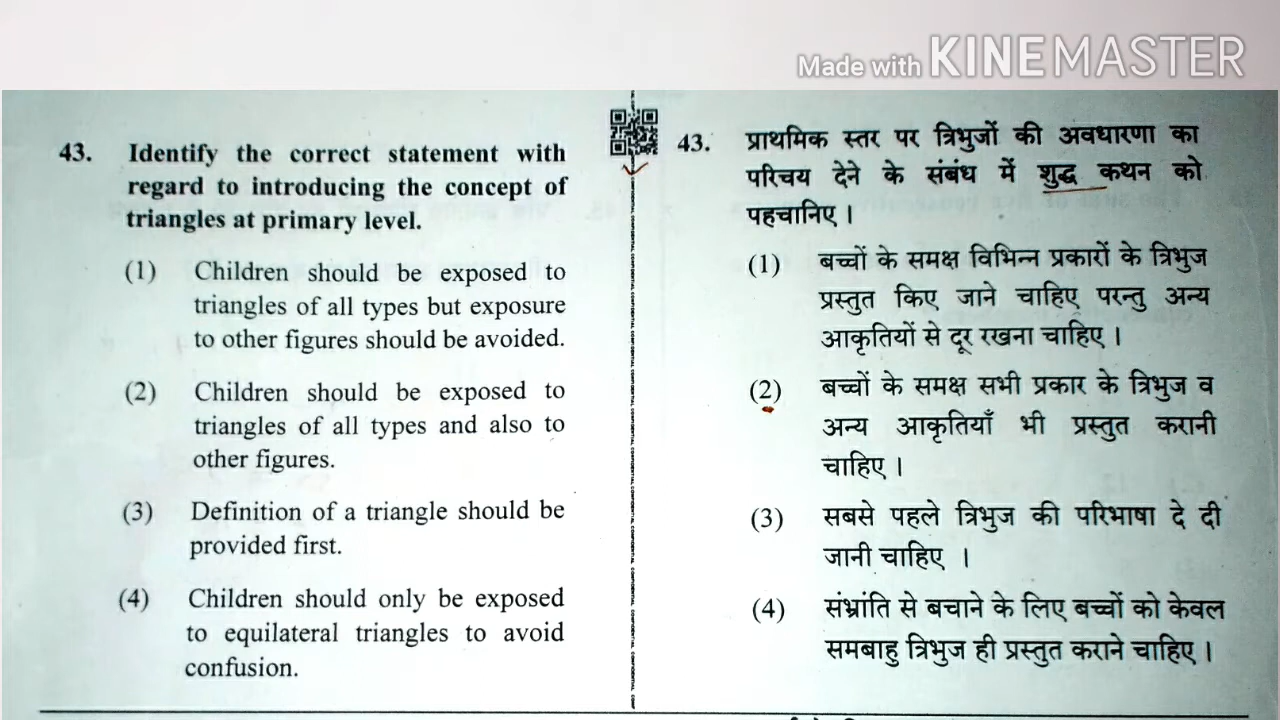 Made with KINEMASTER
43. Identify the correct statement with
regard to introducing the concept of
triangles at primary level.
(1) Children should be exposed to
triangles of all types but exposure
to other figures should be avoided.
(2) Children should be exposed to
triangles of all types and also to
other figures.
(3) Definition of a triangle should be
provided first.
(4) Children should only be exposed
to equilateral triangles to avoid
confusion.
43. प्राथमिक स्तर पर त्रिभुजों की अवधारणा का
परिचय देने के संबंध में शुद्ध कथन को
पहचानिए ।
(1) बच्चों के समक्ष विभिन्न प्रकारों के त्रिभुज
प्रस्तुत किए जाने चाहिए परन्तु अन्य
आकृतियों से दूर रखना चाहिए ।
(2) बच्चों के समक्ष सभी प्रकार के त्रिभुज व
अन्य आकृतियाँ भी प्रस्तुत करानी
चाहिए ।
(3) सबसे पहले त्रिभुज की परिभाषा दे दी
जानी चाहिए ।
(4) संभ्रांति से बचाने के लिए बच्चों को केवल
समबाहु त्रिभुज ही प्रस्तुत कराने चाहिए ।